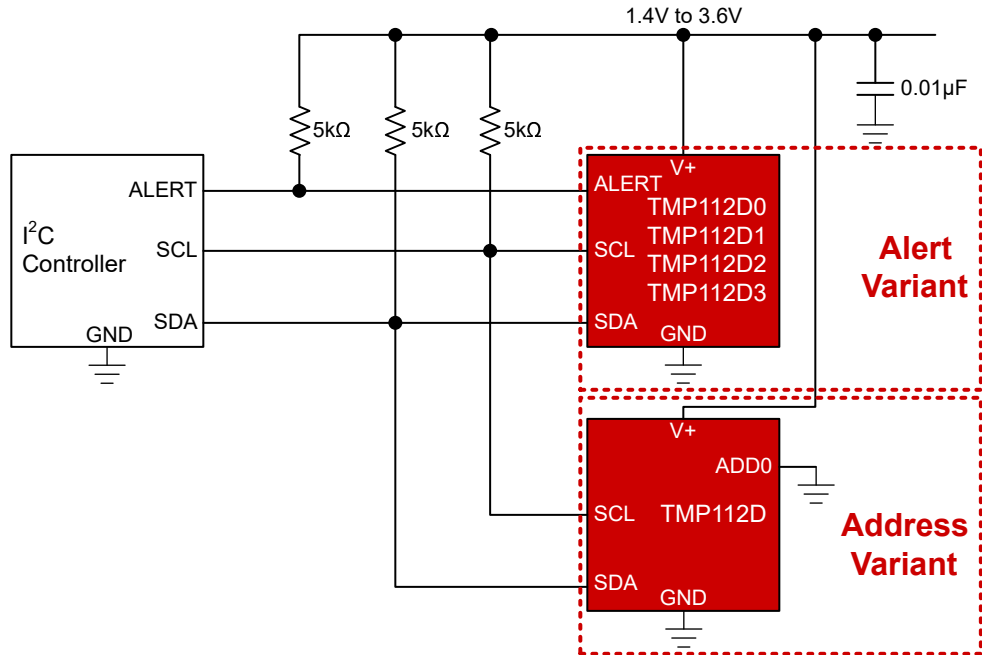 1.4V to 3.6V
0.01µF
5kΩ
5kΩ
5kΩ
I²C
Controller
ALERT
SCL
SDA
GND
V+
ALERT
TMP112D0
TMP112D1
SCL
TMP112D2
TMP112D3
SDA
GND
Alert
Variant
V+
ADD0
SCL
TMP112D
SDA
GND
Address
Variant